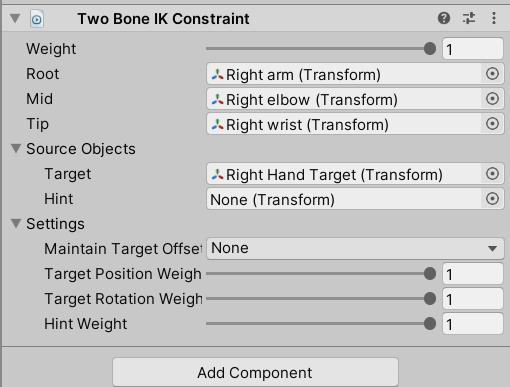 Two Bone IK Constraint
Weight 1
Root Right arm (Transform)
Mid Right elbow (Transform)
Tip Right wrist (Transform)
Source Objects
Target Right Hand Target (Transform)
Hint None (Transform)
Settings
Maintain Target Offset None
Target Position Weigh 1
Target Rotation Weigh 1
Hint Weight 1
Add Component